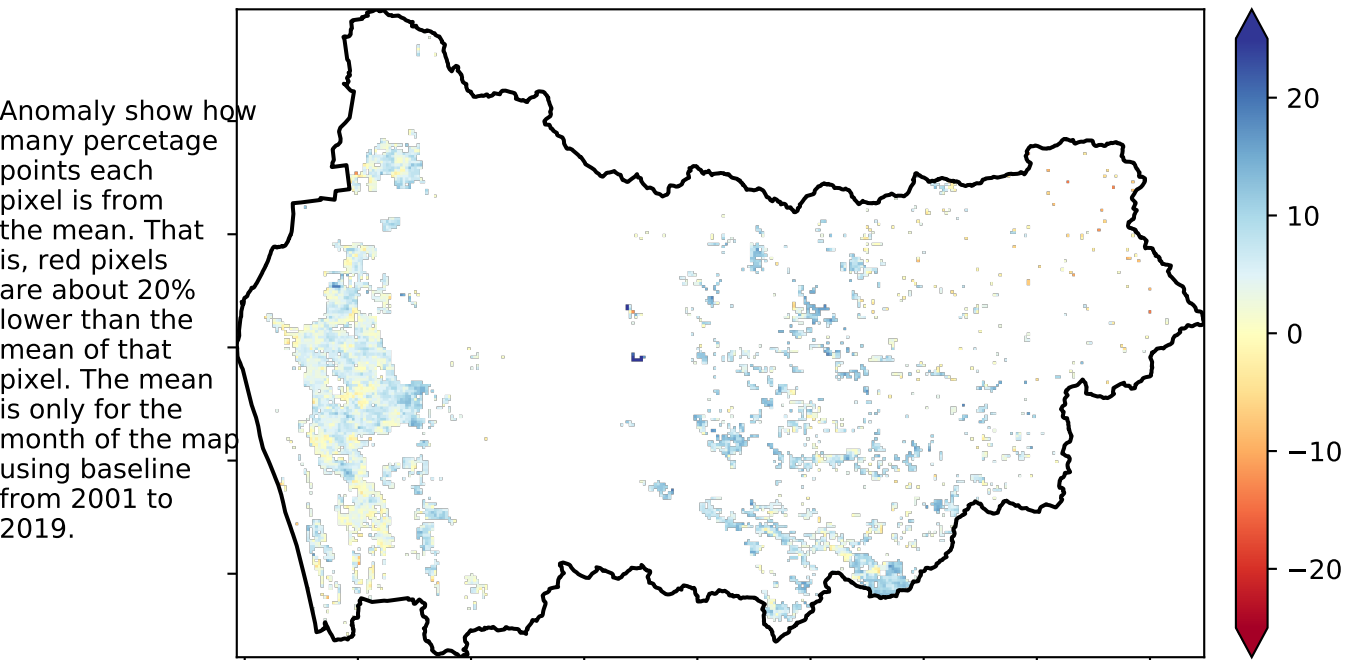 Anomaly show how
many percetage
points each
pixel is from
the mean. That
is, red pixels
are about 20%
lower than the
mean of that
pixel. The mean
is only for the
month of the map
using baseline
from 2001 to
2019.
20
10
0
−10
−20